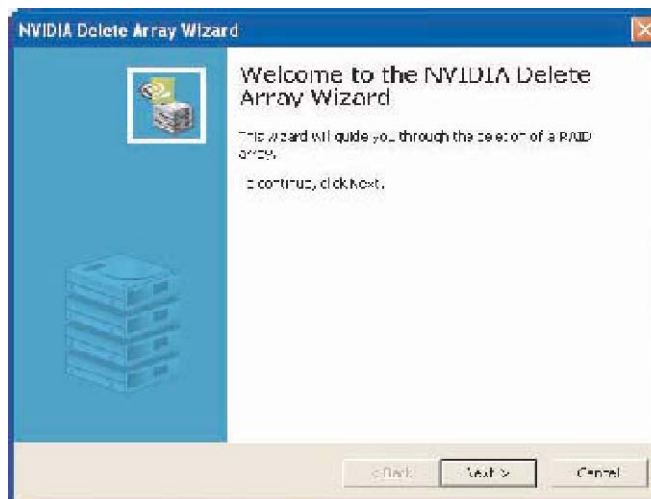 NVIDIA Delete Array Wizard
Welcome to the NVIDIA Delete
Array Wizard
This wizard will guide you through the deletion of a RAID
array.
To continue, click Next.
< Back
Next >
Cancel